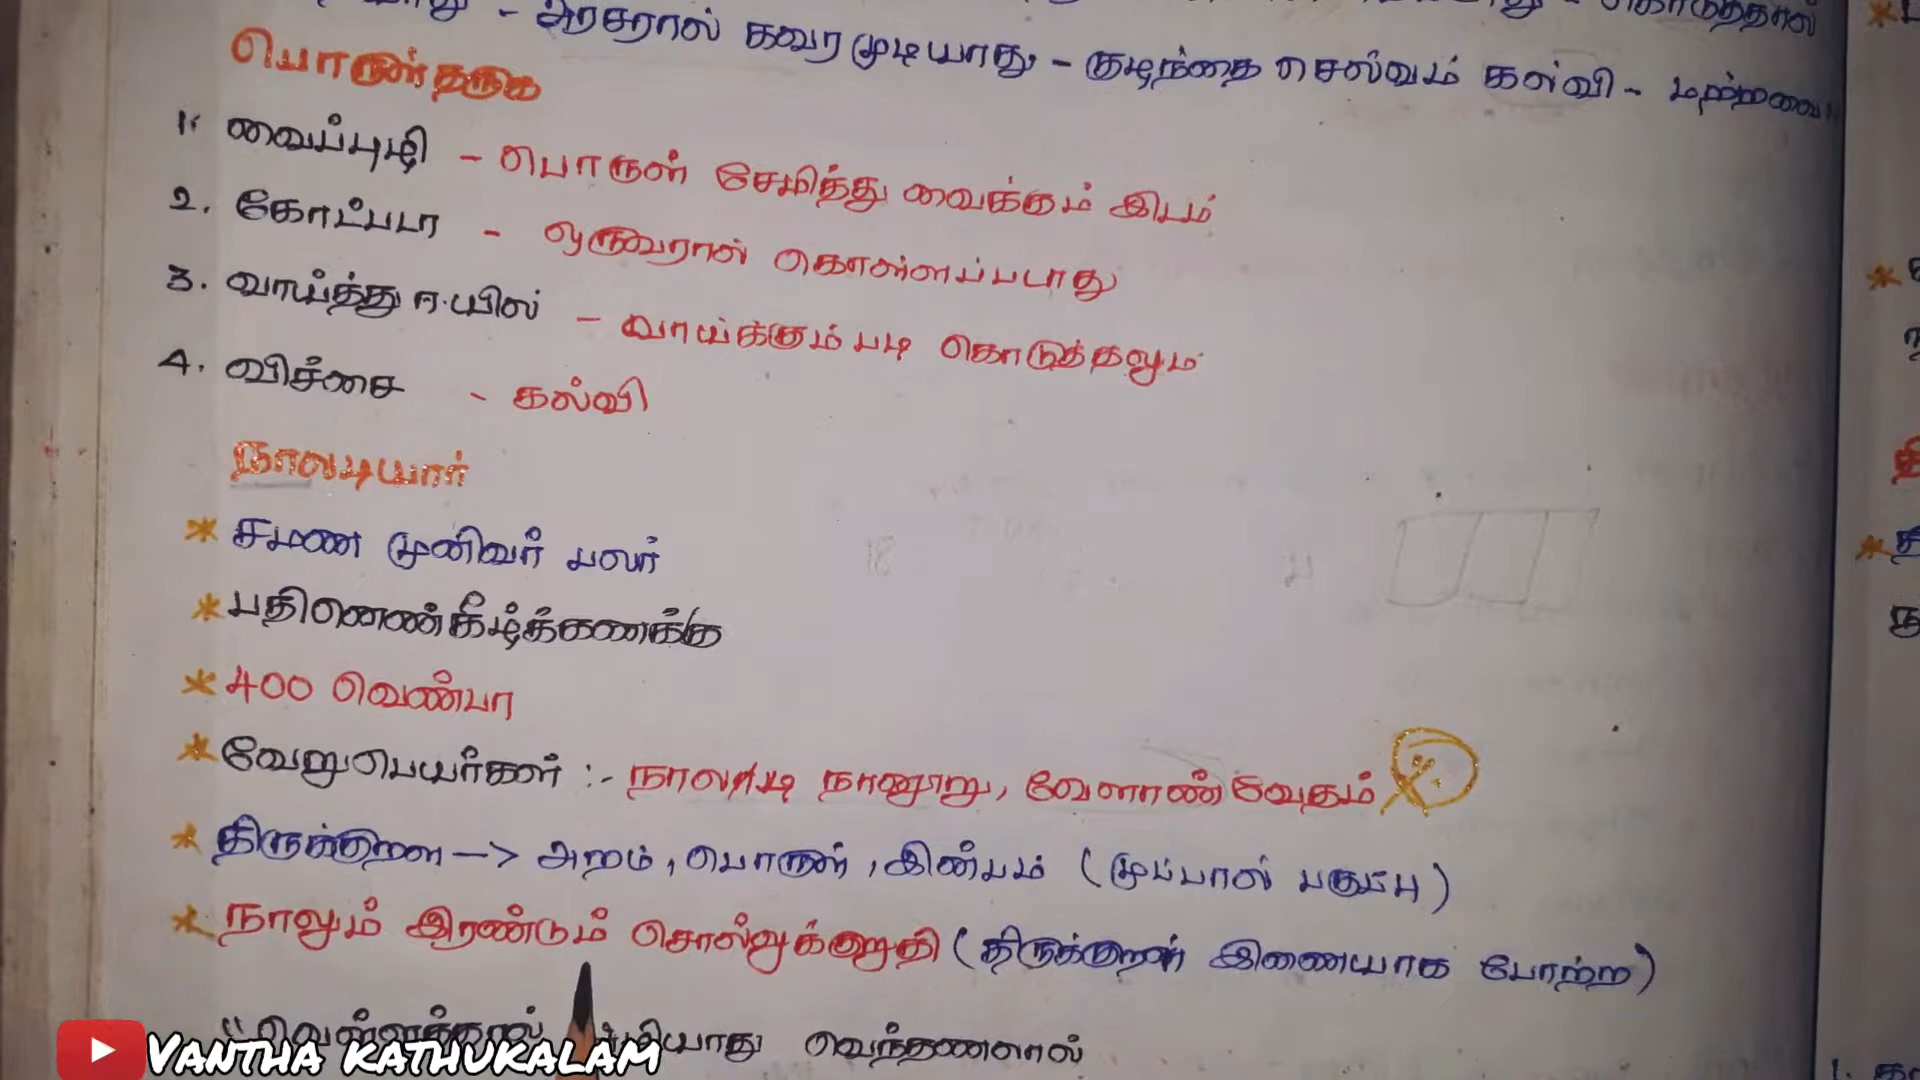 - அரசரால் கவர முடியாது - குழந்தை செல்வம் கல்வி - மற்றவை
பொருள் தருக
1. வைப்புழி - பொருள் சேமித்து வைக்கும் இடம்
2. கோட்படா - ஒருவரால் கொள்ளப்படாது
3. வாய்த்து ஈயில் - வாய்க்கும் படி கொடுத்தலும்
4. விச்சை - கல்வி
நாலடியார்
* சமண முனிவர் பலர்
* பதினெண்கீழ்க்கணக்கு
* 400 வெண்பா
* வேறுபெயர்கள் :- நாலடி நானூறு, வேளாண் வேதம்
* திருக்குறளை -> அறம், பொருள், இன்பம் (முப்பால் பகுப்பு)
* நாலும் இரண்டும் சொல்லுக்குறுதி (திருக்குறள் இணையாக போற்ற)
"வெள்ளத்தால் வெந்தணலால்
VANTHA KATHUKALAM